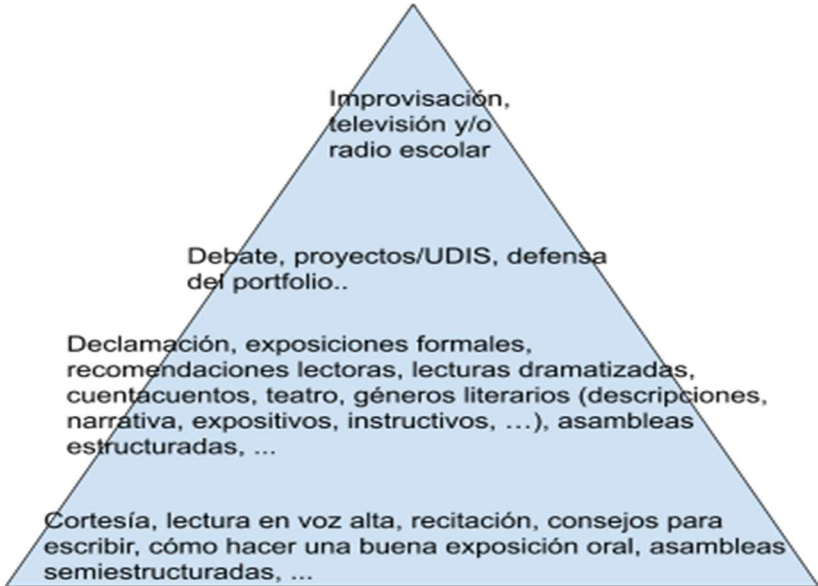 Improvisación,
televisión y/o
radio escolar
Debate, proyectos/UDIS, defensa
del portfolio..
Declamación, exposiciones formales,
recomendaciones lectoras, lecturas dramatizadas,
cuentacuentos, teatro, géneros literarios (descripciones,
narrativa, expositivos, instructivos, ...), asambleas
estructuradas, ...
Cortesía, lectura en voz alta, recitación, consejos para
escribir, cómo hacer una buena exposición oral, asambleas
semiestructuradas, ...